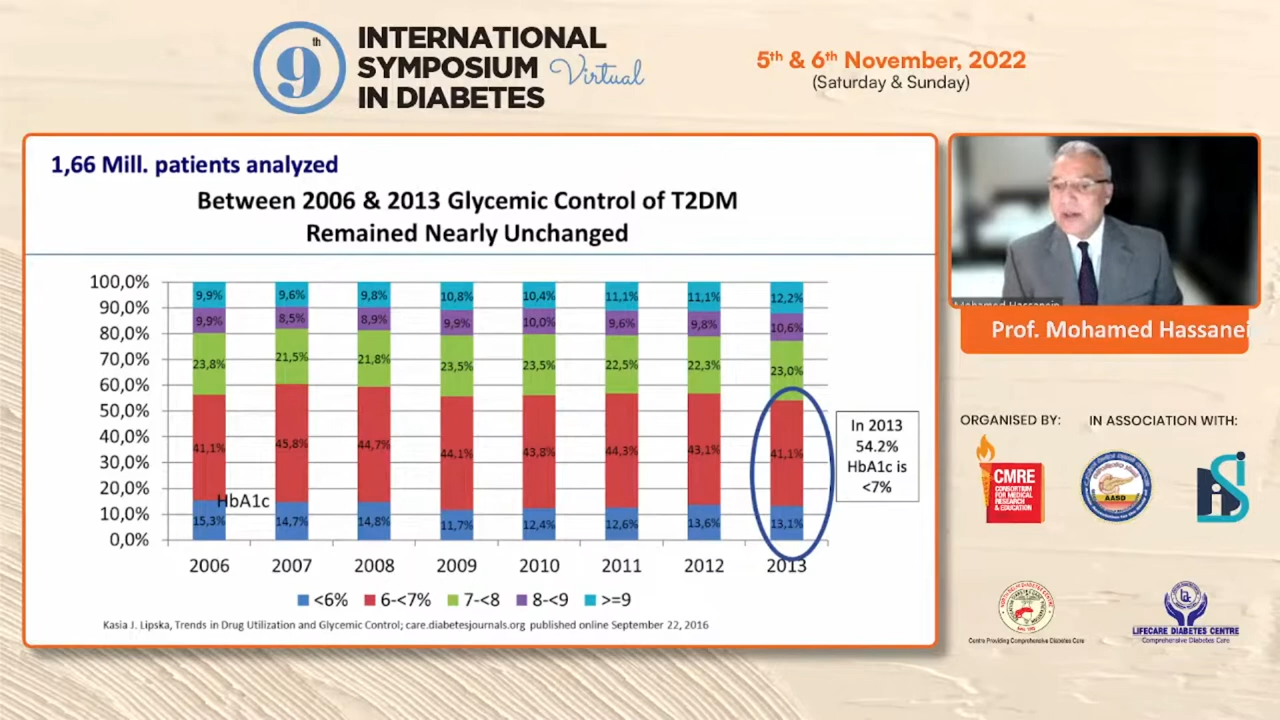 9th
INTERNATIONAL
SYMPOSIUM Virtual
IN DIABETES
5th & 6th November, 2022
(Saturday & Sunday)
1,66 Mill. patients analyzed
Between 2006 & 2013 Glycemic Control of T2DM
Remained Nearly Unchanged
100,0%
90,0%
80,0%
70,0%
60,0%
50,0%
40,0%
30,0%
20,0%
10,0%
0,0%
9,9% 9,6% 9,8% 10,8% 10,4% 11,1% 11,1% 12,2%
9,9% 8,5% 8,9% 9,9% 10,0% 9,6% 9,8% 10,6%
23,8% 21,5% 21,8% 23,5% 23,5% 22,5% 22,3% 23,0%
41,1% 45,8% 44,7% 44,1% 43,8% 44,3% 43,1% 41,1%
HbA1c
15,3% 14,7% 14,8% 11,7% 12,4% 12,6% 13,6% 13,1%
2006 2007 2008 2009 2010 2011 2012 2013
<6% 6-<7% 7-<8 8-<9 >=9
In 2013
54.2%
HbA1c is
<7%
Kasia J. Lipska, Trends in Drug Utilization and Glycemic Control; care.diabetesjournals.org published online September 22, 2016
Mohamed Hassanein
Prof. Mohamed Hassanei
ORGANISED BY:
IN ASSOCIATION WITH:
CMRE
CONSORTIUM
FOR MEDICAL
RESEARCH
& EDUCATION
AASD
Centre Providing Comprehensive Diabetes Care
LIFECARE DIABETES CENTRE
Comprehensive Diabetes Care